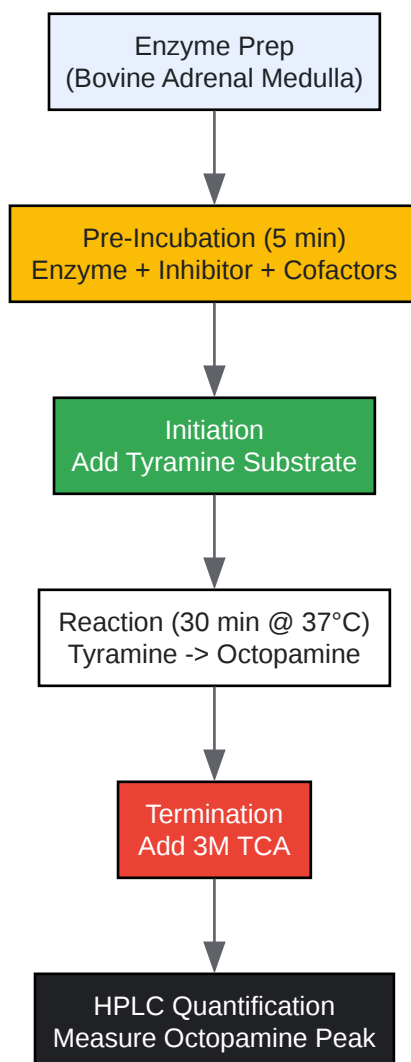 Enzyme Prep
(Bovine Adrenal Medulla)
Pre-Incubation (5 min)
Enzyme + Inhibitor + Cofactors
Initiation
Add Tyramine Substrate
Reaction (30 min @ 37°C)
Tyramine -> Octopamine
Termination
Add 3M TCA
HPLC Quantification
Measure Octopamine Peak